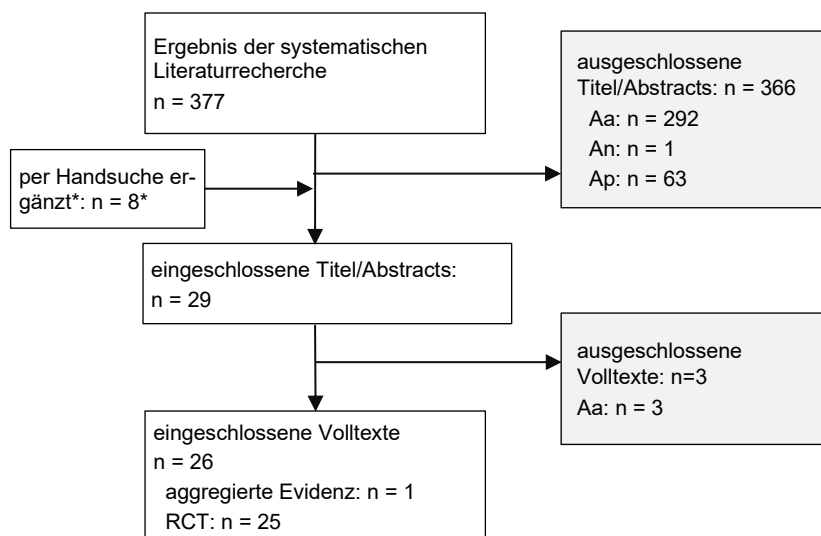 Ergebnis der systematischen
Literaturrecherche
n = 377
ausgeschlossene
Titel/Abstracts: n = 366
Aa: n = 292
An: n = 1
Ap: n = 63
per Handsuche er-
gänzt*: n = 8*
eingeschlossene Titel/Abstracts:
n = 29
ausgeschlossene
Volltexte: n=3
Aa: n = 3
eingeschlossene Volltexte
n = 26
aggregierte Evidenz: n = 1
RCT: n = 25